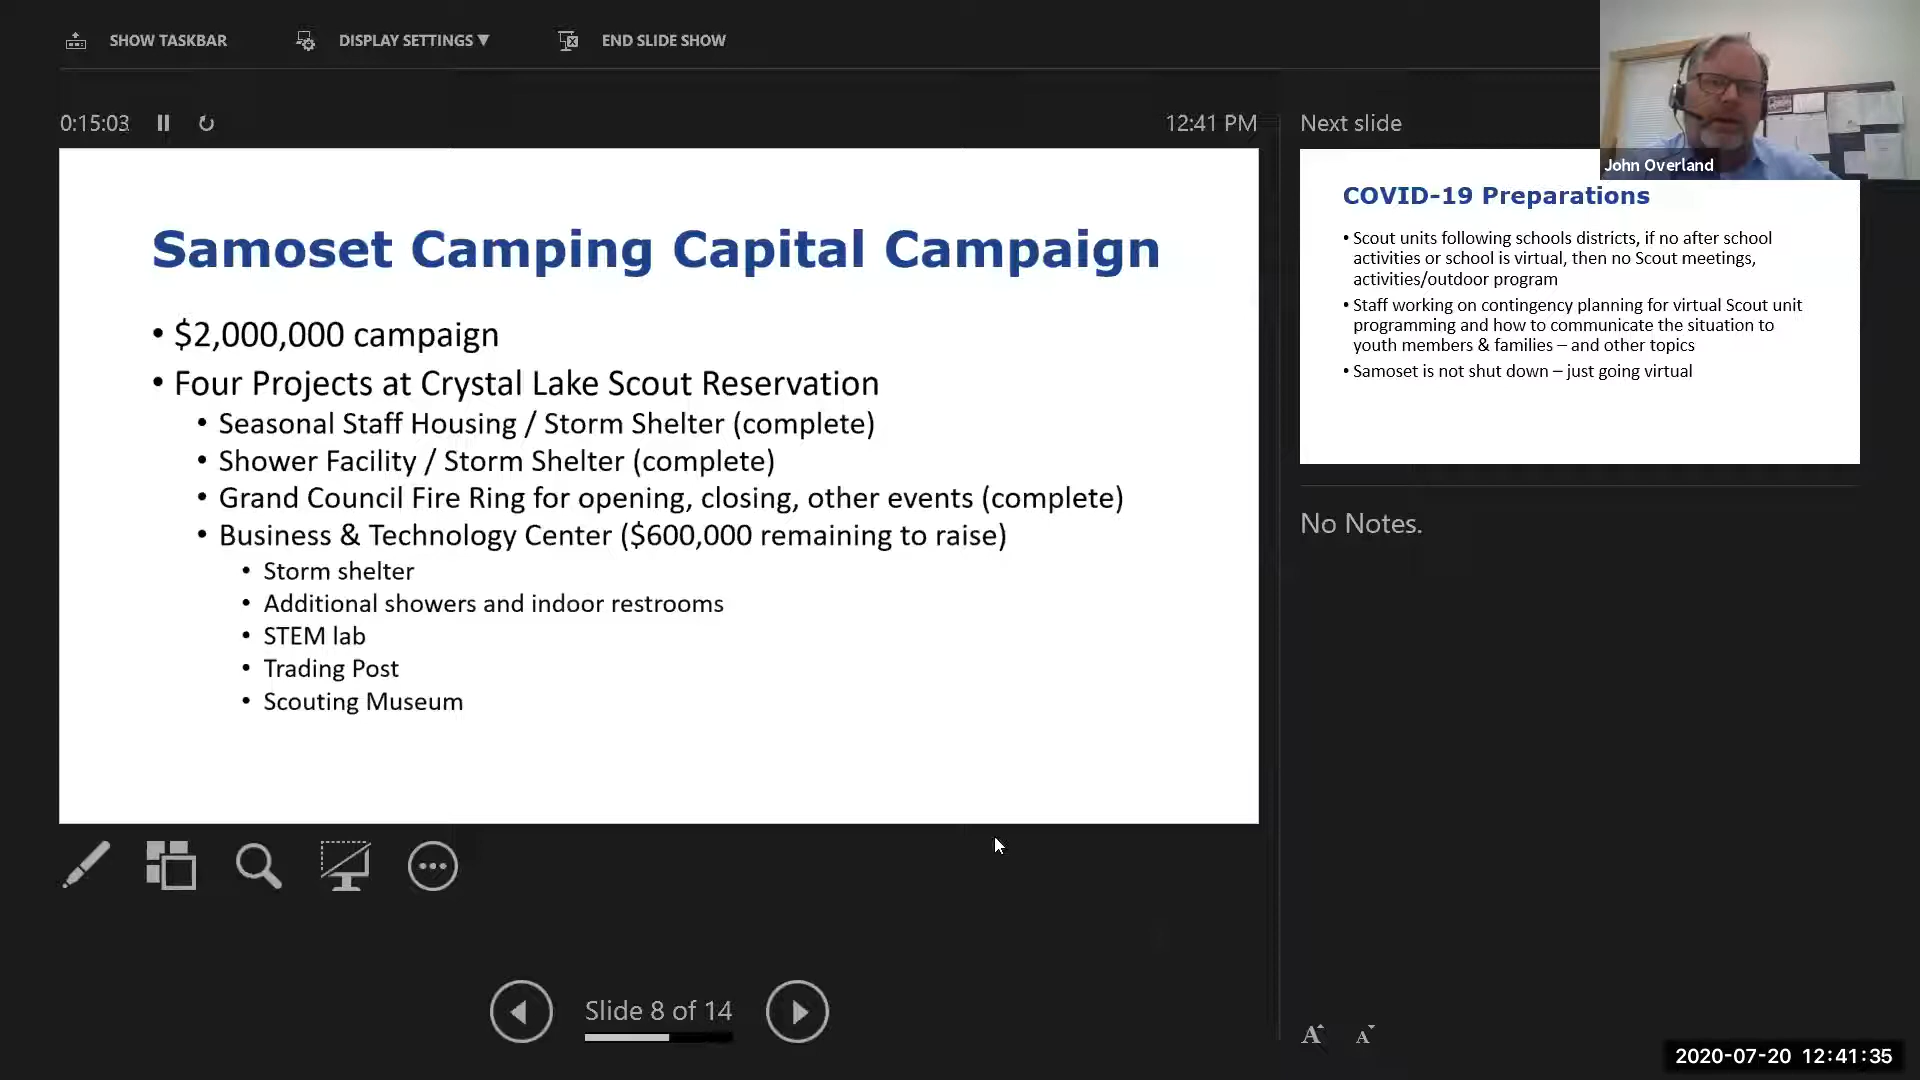 SHOW TASKBAR
DISPLAY SETTINGS ▼
END SLIDE SHOW
0:15:03
12:41 PM
Samoset Camping Capital Campaign
• $2,000,000 campaign
• Four Projects at Crystal Lake Scout Reservation
• Seasonal Staff Housing / Storm Shelter (complete)
• Shower Facility / Storm Shelter (complete)
• Grand Council Fire Ring for opening, closing, other events (complete)
• Business & Technology Center ($600,000 remaining to raise)
• Storm shelter
• Additional showers and indoor restrooms
• STEM lab
• Trading Post
• Scouting Museum
Slide 8 of 14
Next slide
John Overland
COVID-19 Preparations
• Scout units following schools districts, if no after school
activities or school is virtual, then no Scout meetings,
activities/outdoor program
• Staff working on contingency planning for virtual Scout unit
programming and how to communicate the situation to
youth members & families – and other topics
• Samoset is not shut down – just going virtual
No Notes.
A A
2020-07-20 12:41:35